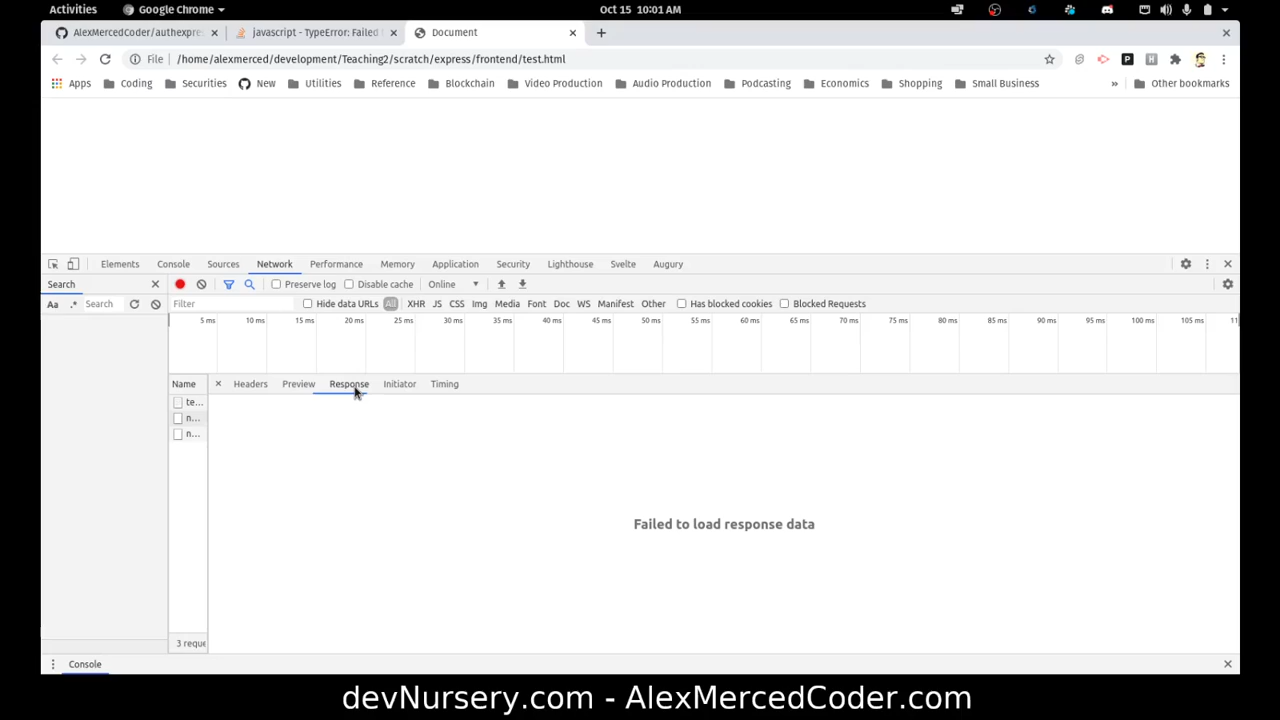 Activities Google Chrome Oct 15 10:01 AM
AlexMercedCoder/authexpre javascript - TypeError: Failed Document
File /home/alexmerced/development/Teaching2/scratch/express/frontend/test.html
Apps Coding Securities New Utilities Reference Blockchain Video Production Audio Production Podcasting Economics Shopping Small Business » Other bookmarks
Elements Console Sources Network Performance Memory Application Security Lighthouse Svelte Augury
Search Preserve log Disable cache Online
Aa .* Search Filter Hide data URLs All XHR JS CSS Img Media Font Doc WS Manifest Other Has blocked cookies Blocked Requests
5 ms 10 ms 15 ms 20 ms 25 ms 30 ms 35 ms 40 ms 45 ms 50 ms 55 ms 60 ms 65 ms 70 ms 75 ms 80 ms 85 ms 90 ms 95 ms 100 ms 105 ms 11
Name Headers Preview Response Initiator Timing
te...
n...
n...
Failed to load response data
3 reque
Console
devNursery.com - AlexMercedCoder.com